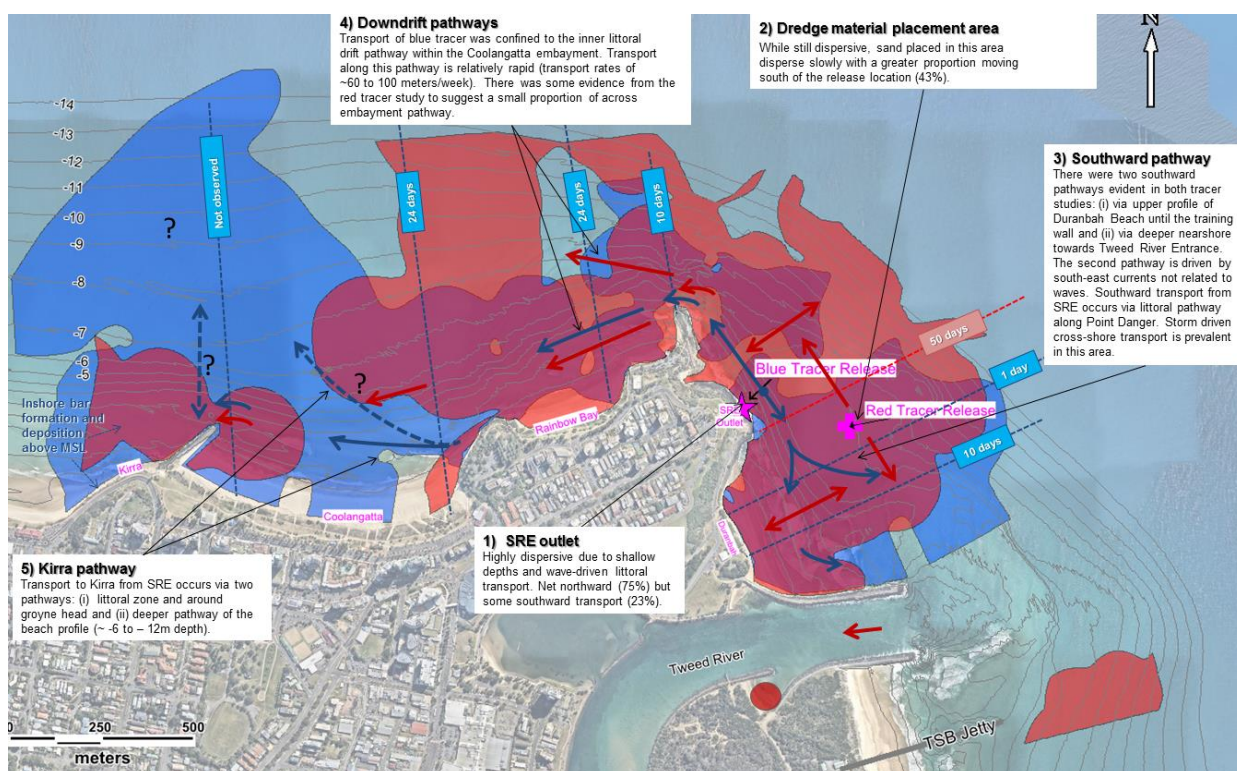 4) Downdrift pathways
Transport of blue tracer was confined to the inner littoral
drift pathway within the Coolangatta embayment. Transport
along this pathway is relatively rapid (transport rates of
~60 to 100 meters/week). There was some evidence from the
red tracer study to suggest a small proportion of across
embayment pathway.
2) Dredge material placement area
While still dispersive, sand placed in this area
disperse slowly with a greater proportion moving
south of the release location (43%).
N
3) Southward pathway
There were two southward
pathways evident in both tracer
studies: (i) via upper profile of
Duranbah Beach until the training
wall and (ii) via deeper nearshore
towards Tweed River Entrance.
The second pathway is driven by
south-east currents not related to
waves. Southward transport from
SRE occurs via littoral pathway
along Point Danger. Storm driven
cross-shore transport is prevalent
in this area.
-14
-13
-12
-11
-10
-9
-8
-7
-6
-5
?
?
?
Not observed
24 days
24 days
10 days
50 days
1 day
10 days
Blue Tracer Release
SRE
Outlet
Red Tracer Release
Inshore bar
formation and
deposition
above MSL
Kirra
Coolangatta
Rainbow Bay
Duranbah
5) Kirra pathway
Transport to Kirra from SRE occurs via two
pathways: (i) littoral zone and around
groyne head and (ii) deeper pathway of the
beach profile (~ -6 to – 12m depth).
1) SRE outlet
Highly dispersive due to shallow
depths and wave-driven littoral
transport. Net northward (75%) but
some southward transport (23%).
Tweed River
TSB Jetty
0 250 500
meters